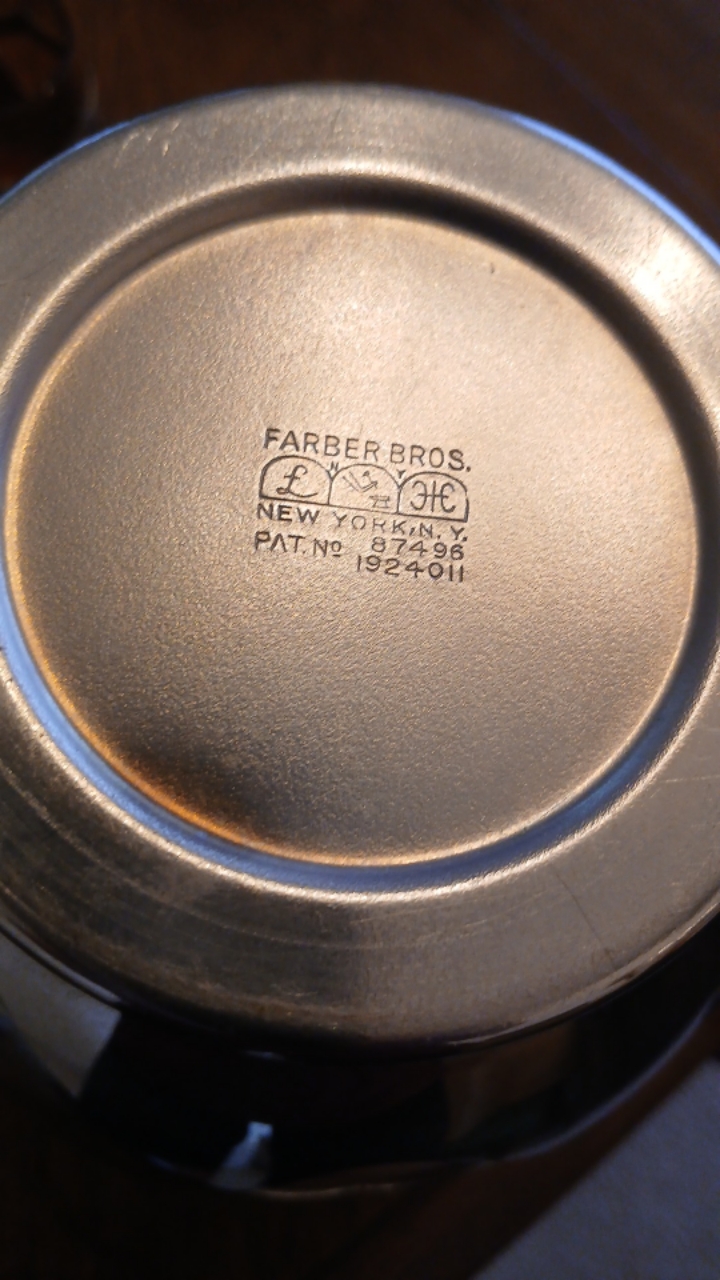 FARBER BROS.
N Y
NEW YORK, N. Y.
PAT. Nº 87496
1924011